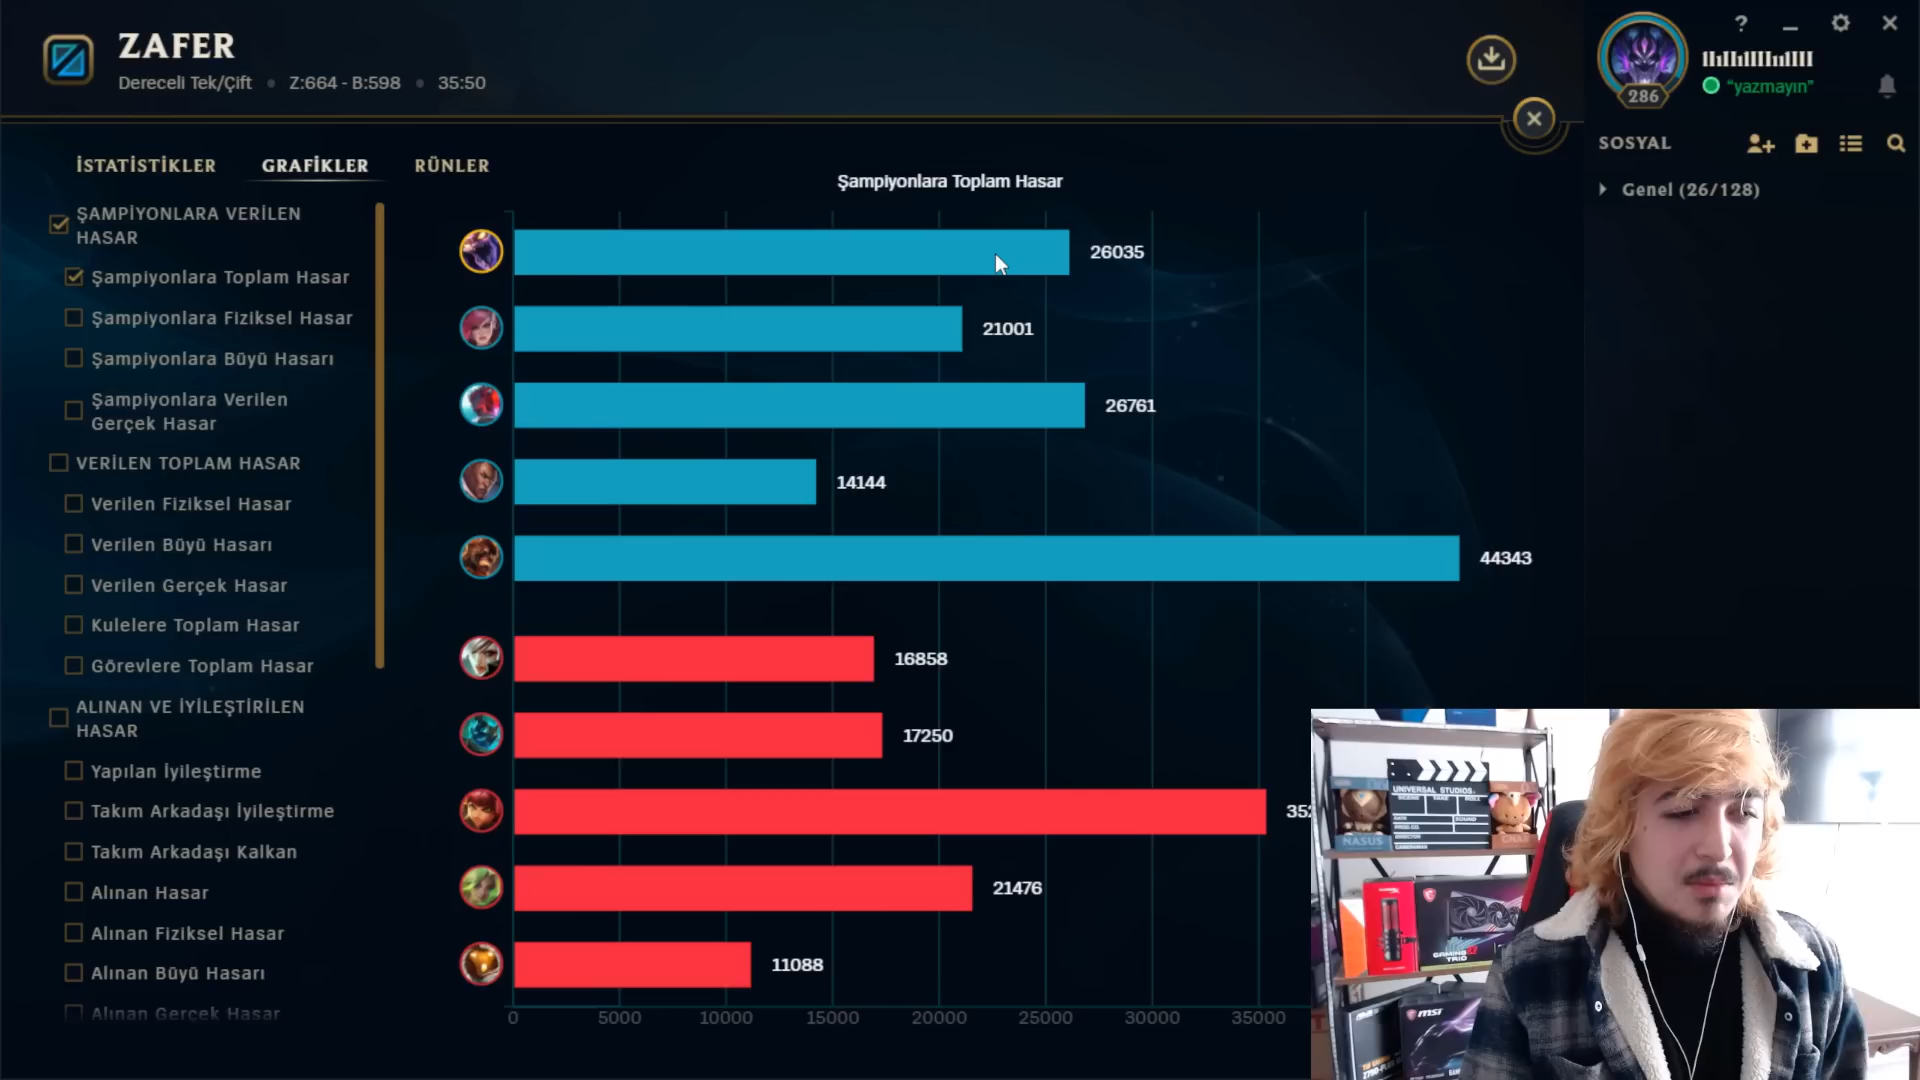 ZAFER
Dereceli Tek/Çift • Z:664 - B:598 • 35:50
286
"yazmayın"
SOSYAL
Genel (26/128)
İSTATİSTİKLER
GRAFİKLER
RÜNLER
ŞAMPİYONLARA VERİLEN
HASAR
Şampiyonlara Toplam Hasar
Şampiyonlara Fiziksel Hasar
Şampiyonlara Büyü Hasarı
Şampiyonlara Verilen
Gerçek Hasar
VERİLEN TOPLAM HASAR
Verilen Fiziksel Hasar
Verilen Büyü Hasarı
Verilen Gerçek Hasar
Kulelere Toplam Hasar
Görevlere Toplam Hasar
ALINAN VE İYİLEŞTİRİLEN
HASAR
Yapılan İyileştirme
Takım Arkadaşı İyileştirme
Takım Arkadaşı Kalkan
Alınan Hasar
Alınan Fiziksel Hasar
Alınan Büyü Hasarı
Alınan Gerçek Hasar
Şampiyonlara Toplam Hasar
26035
21001
26761
14144
44343
16858
17250
352
21476
11088
0 5000 10000 15000 20000 25000 30000 35000
UNIVERSAL STUDIOS
NASUS
GAMING
TRIO
msi